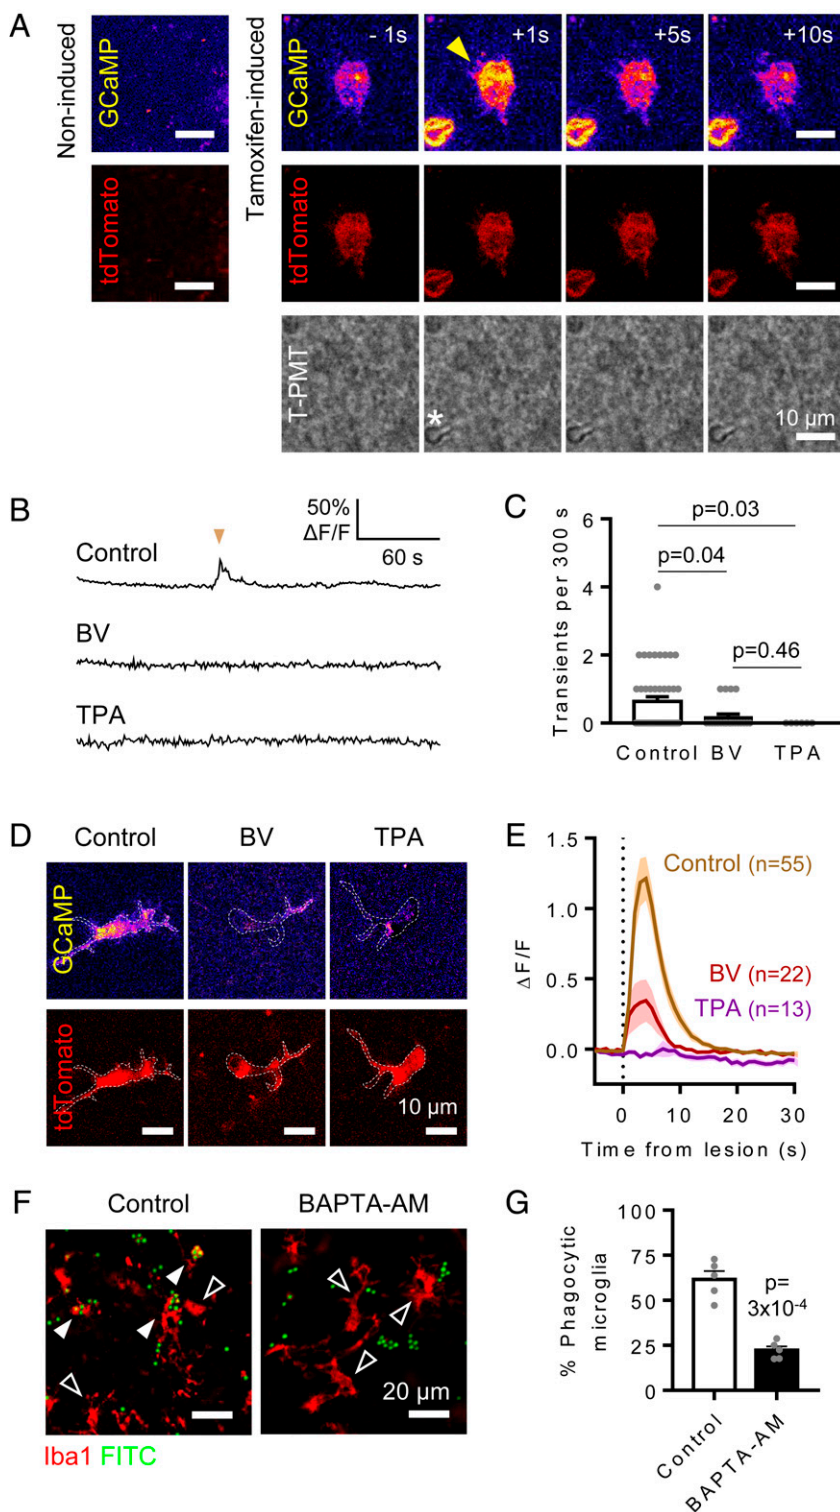 A
Non-induced
GCaMP
tdTomato
Tamoxifen-induced
GCaMP
- 1s
+1s
+5s
+10s
tdTomato
T-PMT
*
10 µm
B
50%
ΔF/F
60 s
Control
BV
TPA
C
Transients per 300 s
6
4
2
0
p=0.03
p=0.04
p=0.46
Control
BV
TPA
D
Control
BV
TPA
GCaMP
tdTomato
10 µm
E
ΔF/F
1.5
1.0
0.5
0.0
Control (n=55)
BV (n=22)
TPA (n=13)
0
10
20
30
Time from lesion (s)
F
Control
BAPTA-AM
20 µm
Iba1 FITC
G
% Phagocytic
microglia
100
75
50
25
0
p=
3x10⁻⁴
Control
BAPTA-AM